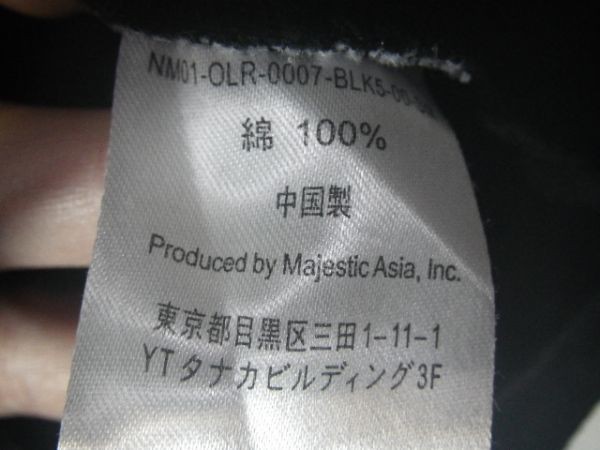 NM01-OLR-0007-BLK5-00-
綿 100%
中国製
Produced by Majestic Asia, Inc.
東京都目黒区三田1-11-1
YTタナカビルディング3F